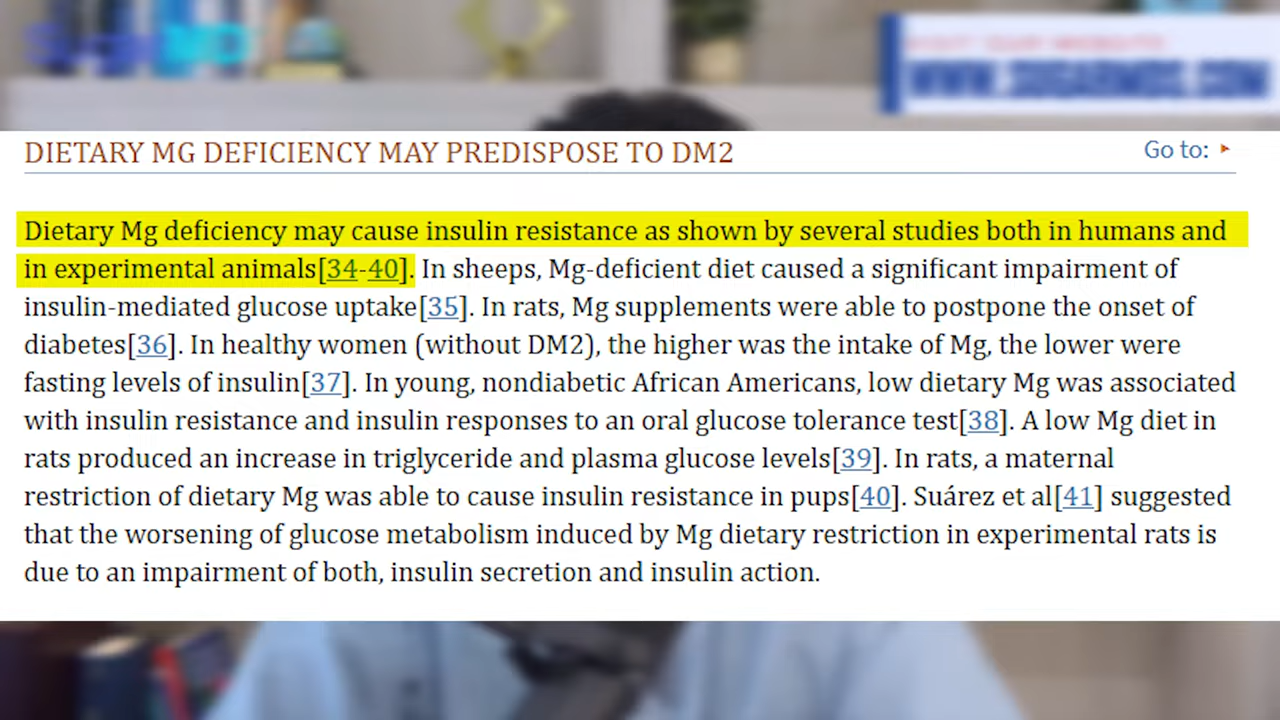 WWW.SUGARMDS.COM
DIETARY MG DEFICIENCY MAY PREDISPOSE TO DM2
Go to:
Dietary Mg deficiency may cause insulin resistance as shown by several studies both in humans and
in experimental animals[34-40]. In sheeps, Mg-deficient diet caused a significant impairment of
insulin-mediated glucose uptake[35]. In rats, Mg supplements were able to postpone the onset of
diabetes[36]. In healthy women (without DM2), the higher was the intake of Mg, the lower were
fasting levels of insulin[37]. In young, nondiabetic African Americans, low dietary Mg was associated
with insulin resistance and insulin responses to an oral glucose tolerance test[38]. A low Mg diet in
rats produced an increase in triglyceride and plasma glucose levels[39]. In rats, a maternal
restriction of dietary Mg was able to cause insulin resistance in pups[40]. Suárez et al[41] suggested
that the worsening of glucose metabolism induced by Mg dietary restriction in experimental rats is
due to an impairment of both, insulin secretion and insulin action.